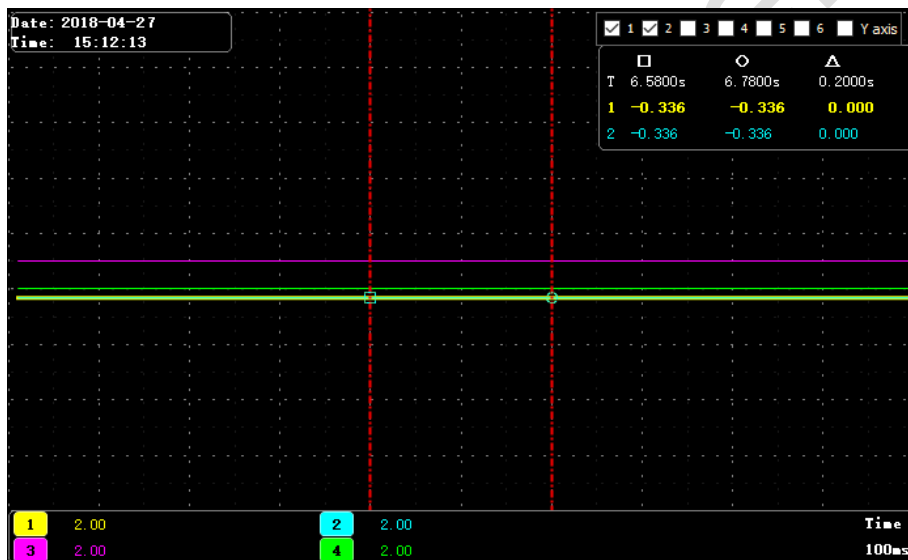 Date: 2018-04-27
Time: 15:12:13
1 2 3 4 5 6 Y axis
T 6.5800s 6.7800s 0.2000s
1 -0.336 -0.336 0.000
2 -0.336 -0.336 0.000
1 2.00 2 2.00 Time
3 2.00 4 2.00 100ms